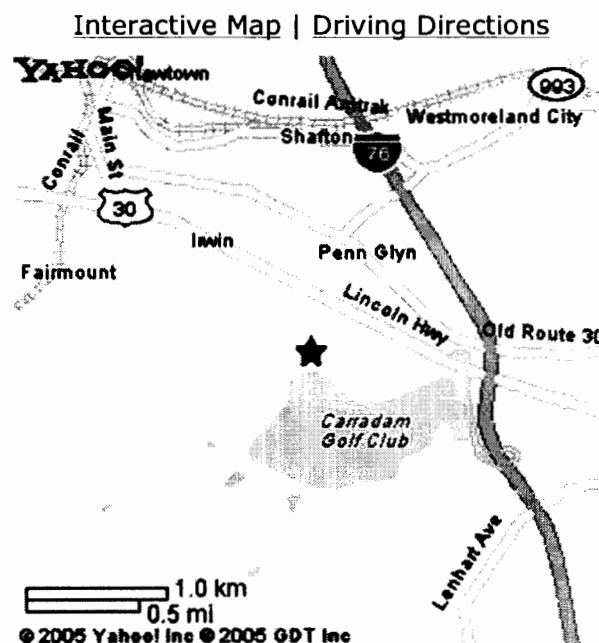 Interactive Map | Driving Directions
YAHOO!
993
Conrail Amtrak
Westmoreland City
Shafton
Main St
Conrail
76
30
Irwin
Penn Glyn
Fairmount
Lincoln Hwy
Old Route 30
Carradam
Golf Club
Lenhart Ave
1.0 km
0.5 mi
© 2005 Yahoo! Inc © 2005 GDT Inc